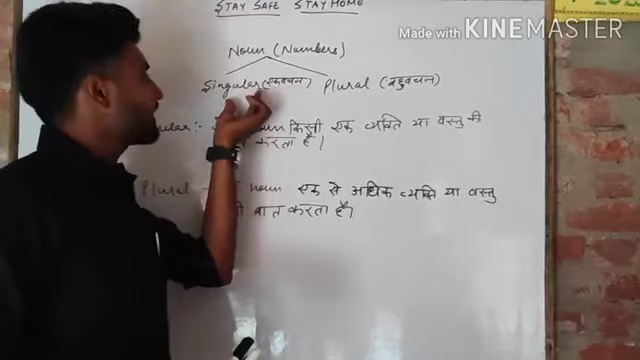 STAY SAFE STAY HOME
Made with KINEMASTER
Noun (Numbers)
Singular (एकवचन) Plural (बहुवचन)
ular :- noun किसी एक व्यक्ति या वस्तु की
करता है।
Plural - noun एक से अधिक व्यक्ति या वस्तु
बात करता है।